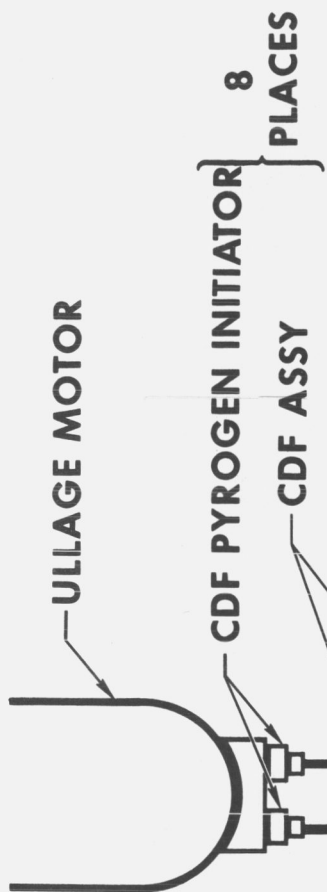 ULLAGE MOTOR
CDF PYROGEN INITIATOR
8
PLACES
CDF ASSY